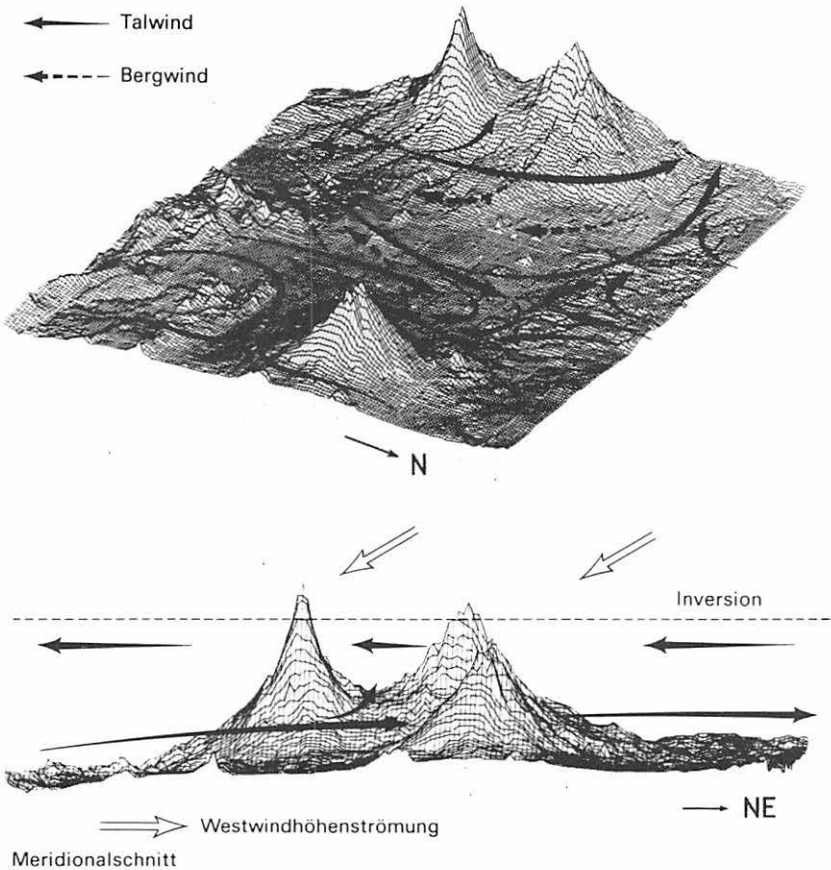 Talwind
Bergwind
N
Inversion
NE
Westwindhöhenströmung
Meridionalschnitt